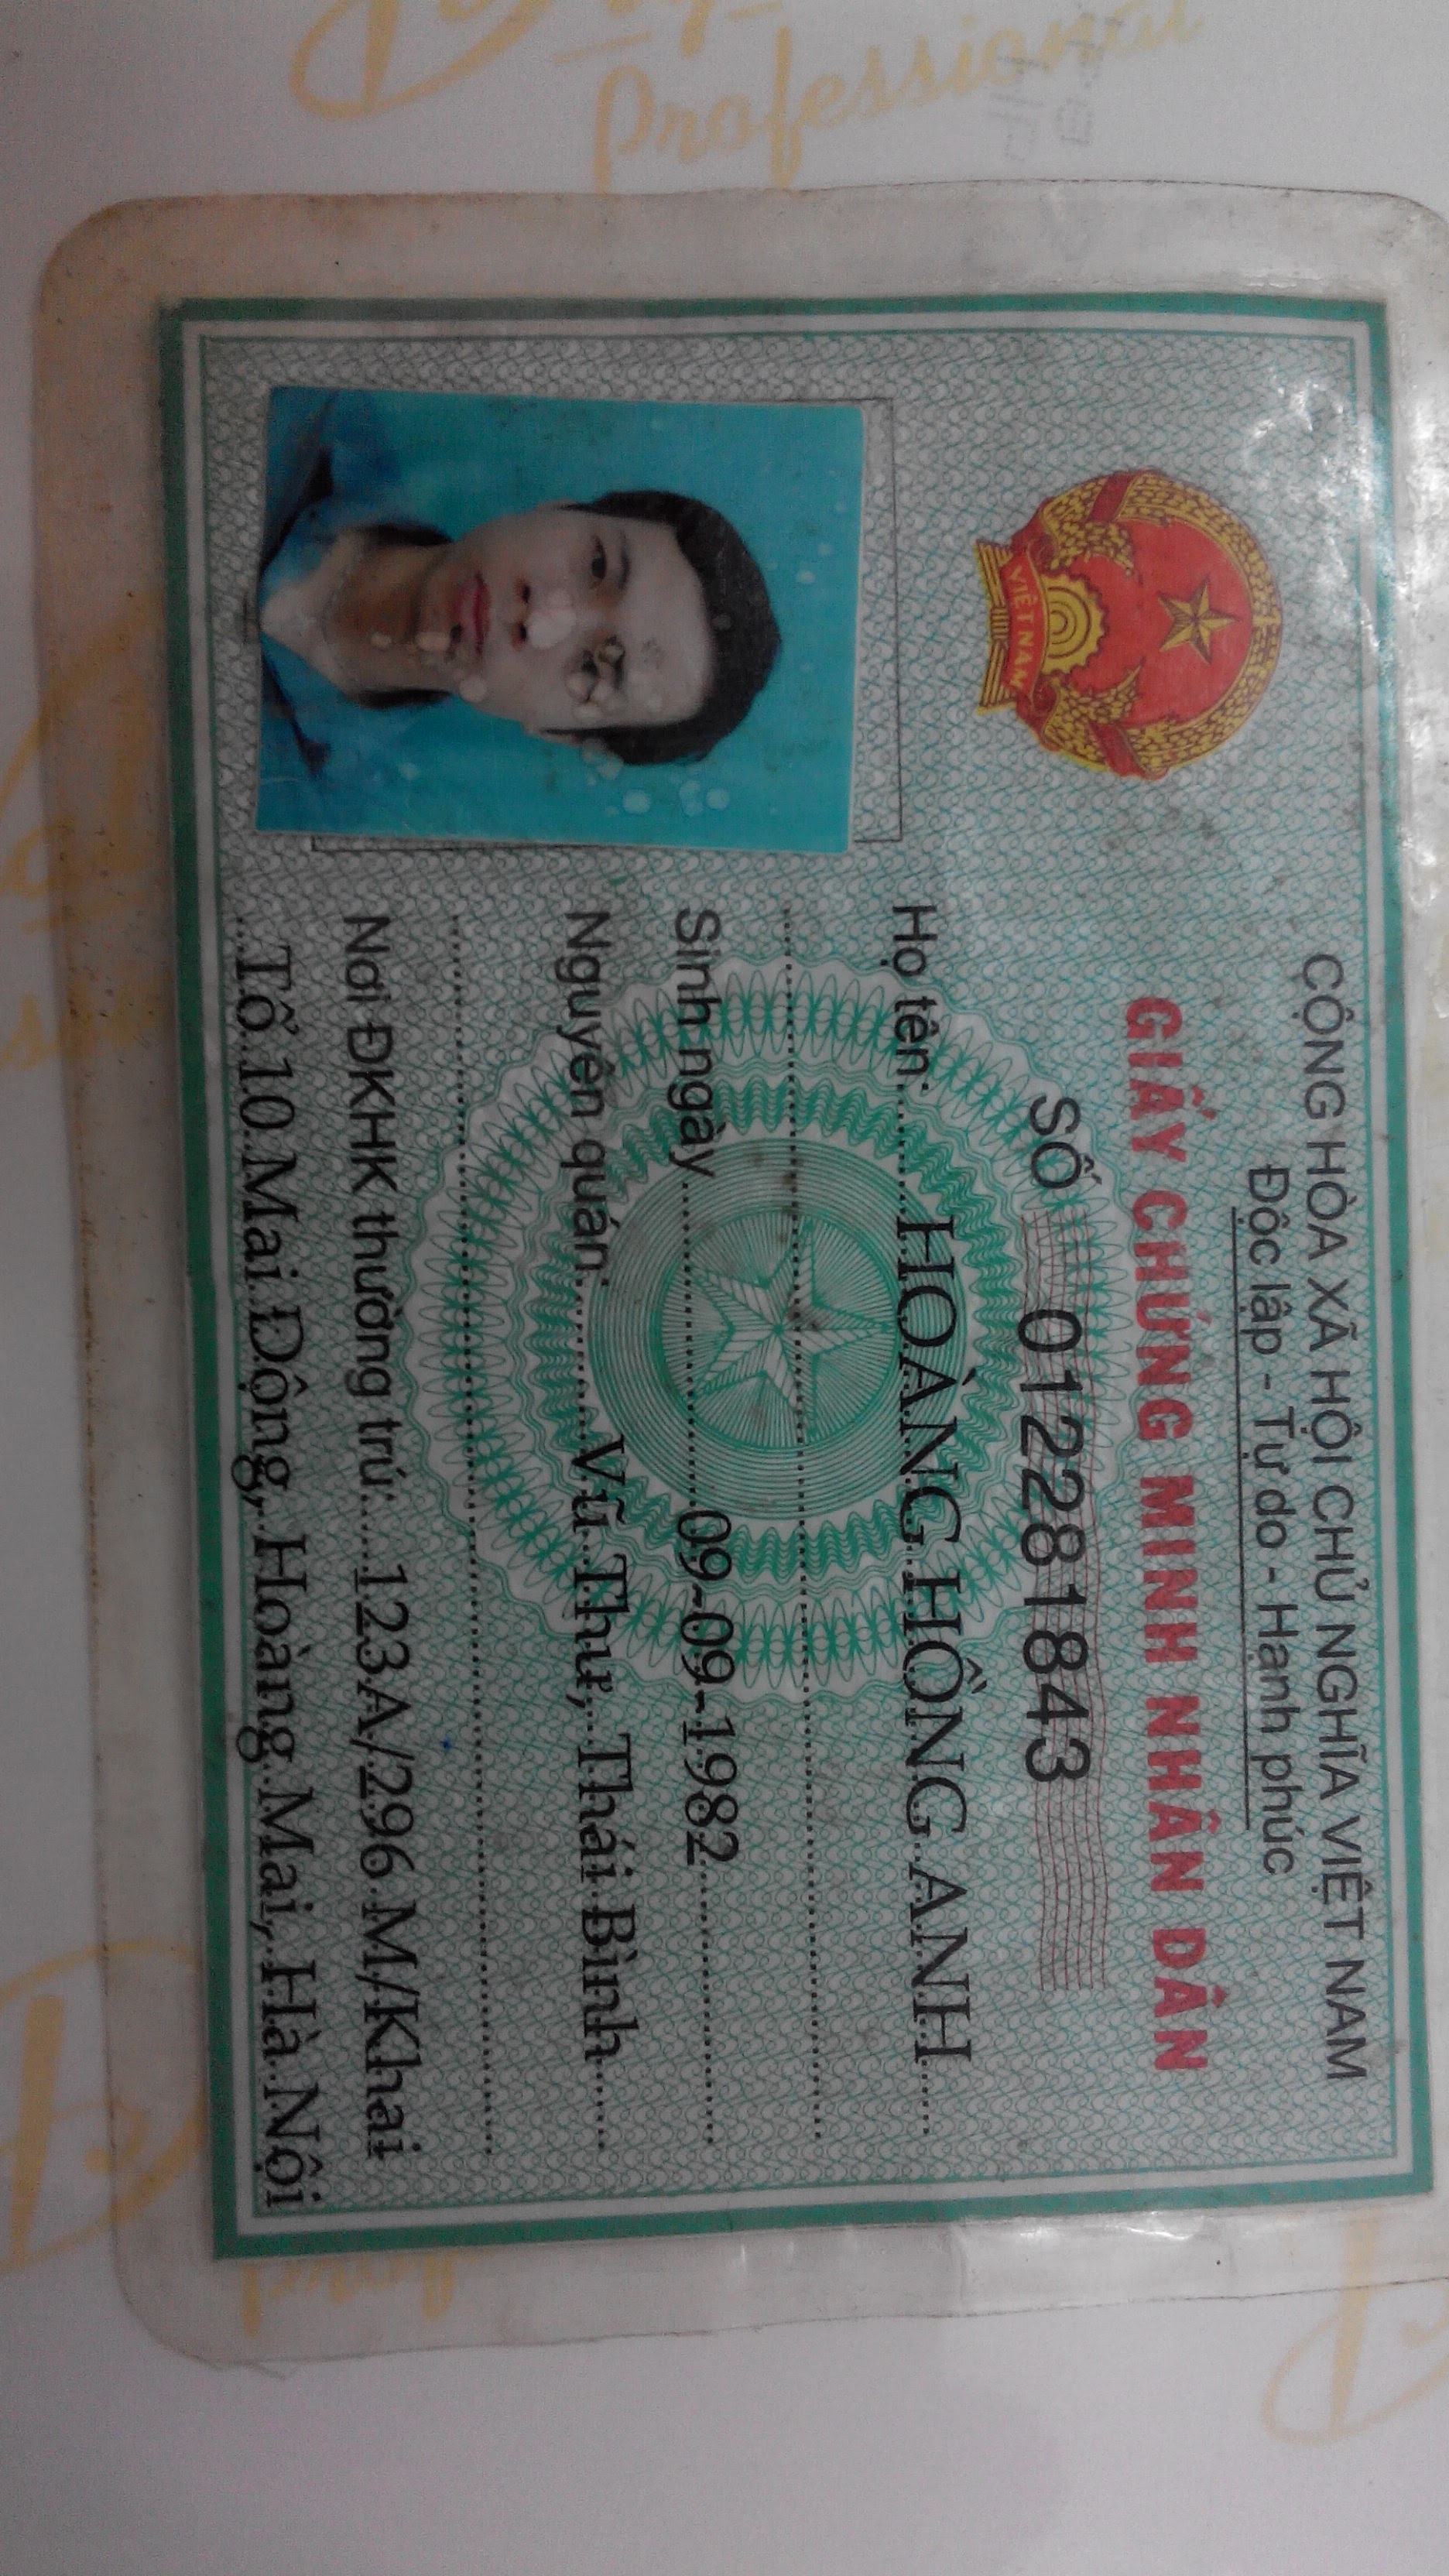 Professional
CỘNG HÒA XÃ HỘI CHỦ NGHĨA VIỆT NAM
Độc lập - Tự do - Hạnh phúc
GIẤY CHỨNG MINH NHÂN DÂN
VIỆT NAM
SỐ 012281843
Họ tên: HOÀNG HỒNG ANH
Sinh ngày 09-09-1982
Nguyên quán Vũ Thư, Thái Bình
Nơi ĐKHK thường trú: 123A/296 M/Khai
Tổ 10 Mai Động, Hoàng Mai, Hà Nội